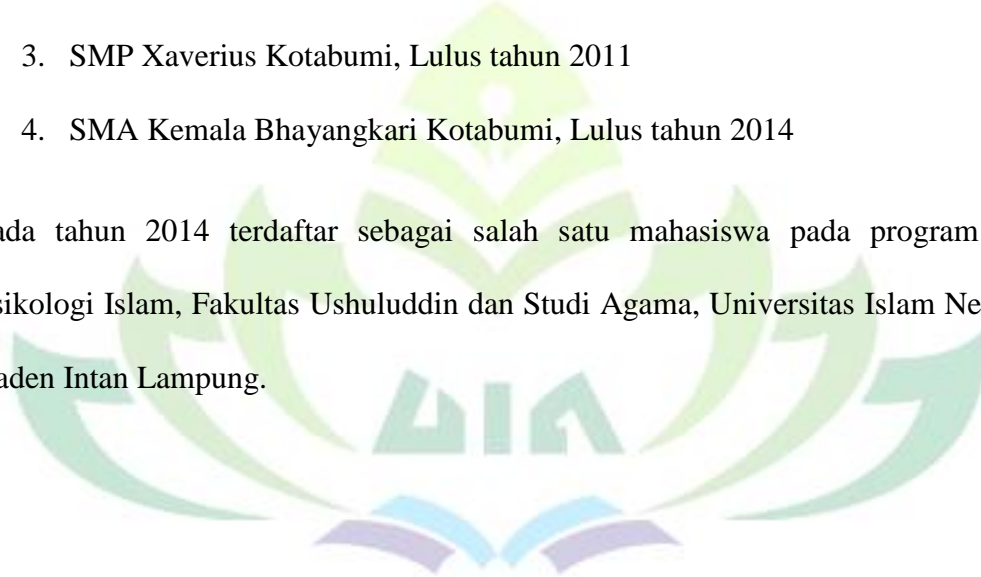 3. SMP Xaverius Kotabumi, Lulus tahun 2011
4. SMA Kemala Bhayangkari Kotabumi, Lulus tahun 2014
ada tahun 2014 terdaftar sebagai salah satu mahasiswa pada program
sikologi Islam, Fakultas Ushuluddin dan Studi Agama, Universitas Islam Ne
aden Intan Lampung.
UIN